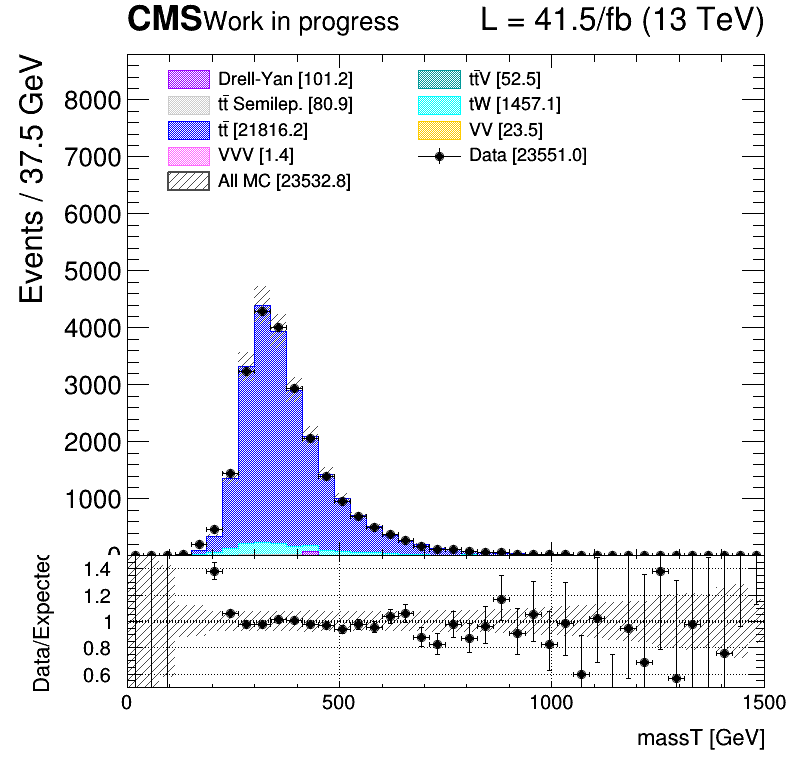 CMS Work in progress L = 41.5/fb (13 TeV)
Events / 37.5 GeV
8000
7000
6000
5000
4000
3000
2000
1000
0
Drell-Yan [101.2]
tt̄ Semilep. [80.9]
tt̄ [21816.2]
VVV [1.4]
All MC [23532.8]
tt̄V [52.5]
tW [1457.1]
VV [23.5]
Data [23551.0]
Data/Expected
1.4
1.2
1
0.8
0.6
0 500 1000 1500
massT [GeV]